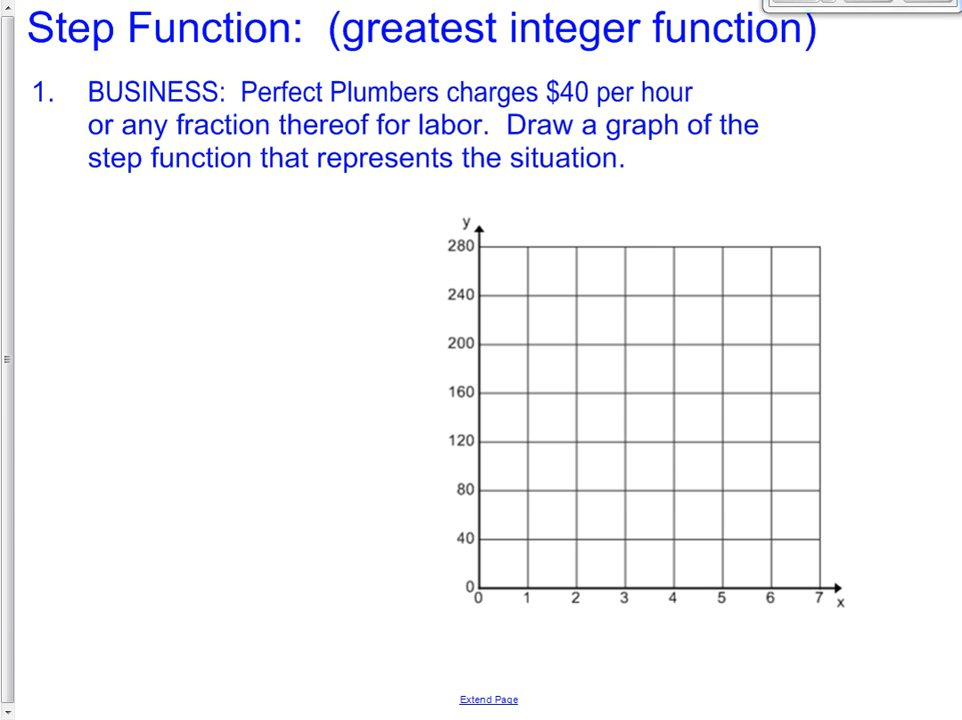 Step Function: (greatest integer function)
1. BUSINESS: Perfect Plumbers charges $40 per hour
or any fraction thereof for labor. Draw a graph of the
step function that represents the situation.
y
280
240
200
160
120
80
40
0
0 1 2 3 4 5 6 7 x
Extend Page